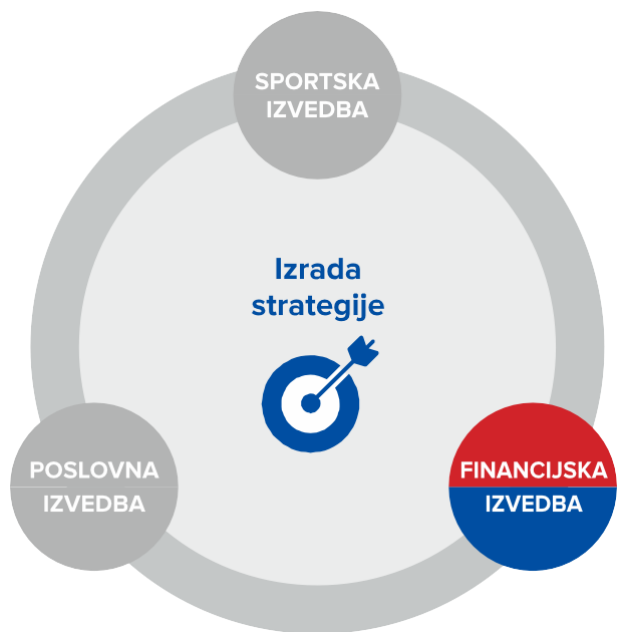 SPORTSKA
IZVEDBA
Izrada
strategije
POSLOVNA
IZVEDBA
FINANCIJSKA
IZVEDBA